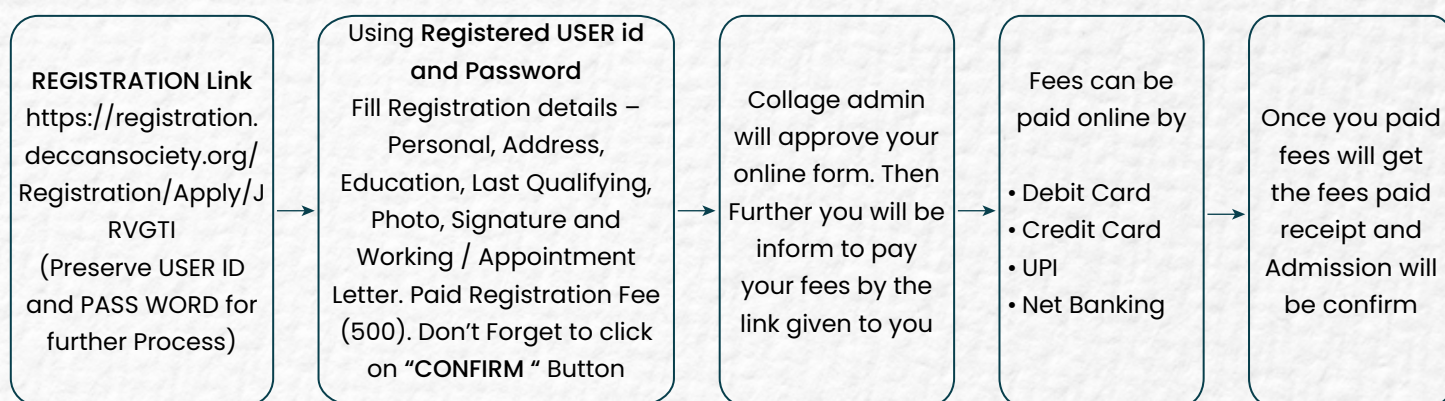 REGISTRATION Link
https://registration.
deccansociety.org/
Registration/Apply/J
RVGTI
(Preserve USER ID
and PASS WORD for
further Process)
Using Registered USER id
and Password
Fill Registration details –
Personal, Address,
Education, Last Qualifying,
Photo, Signature and
Working / Appointment
Letter. Paid Registration Fee
(500). Don’t Forget to click
on “CONFIRM “ Button
Collage admin
will approve your
online form. Then
Further you will be
inform to pay
your fees by the
link given to you
Fees can be
paid online by
• Debit Card
• Credit Card
• UPI
• Net Banking
Once you paid
fees will get
the fees paid
receipt and
Admission will
be confirm